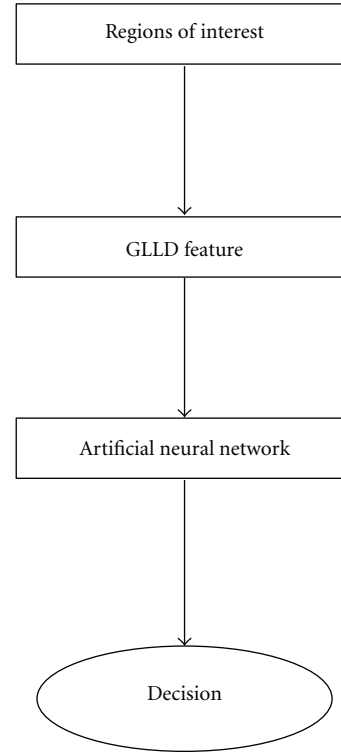 Regions of interest
GLLD feature
Artificial neural network
Decision